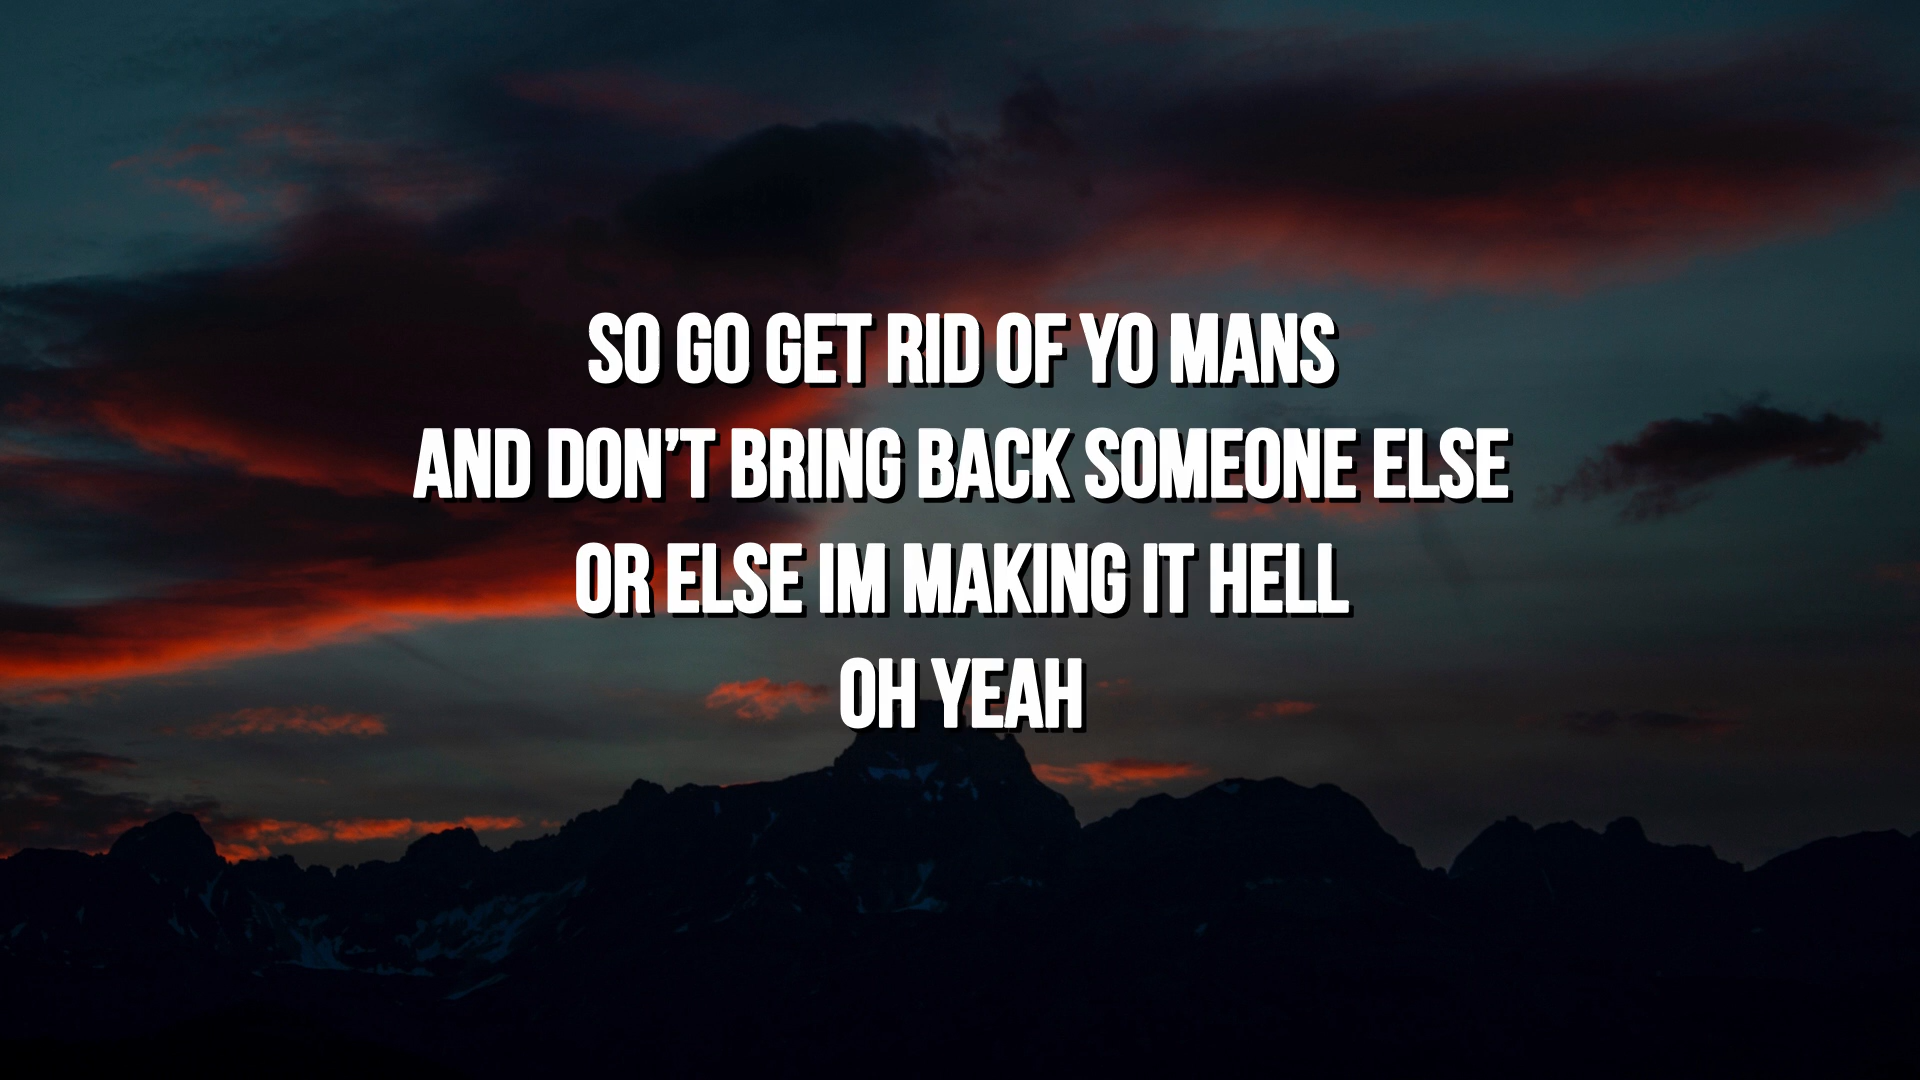 SO GO GET RID OF YO MANS
AND DON'T BRING BACK SOMEONE ELSE
OR ELSE IM MAKING IT HELL
OH YEAH